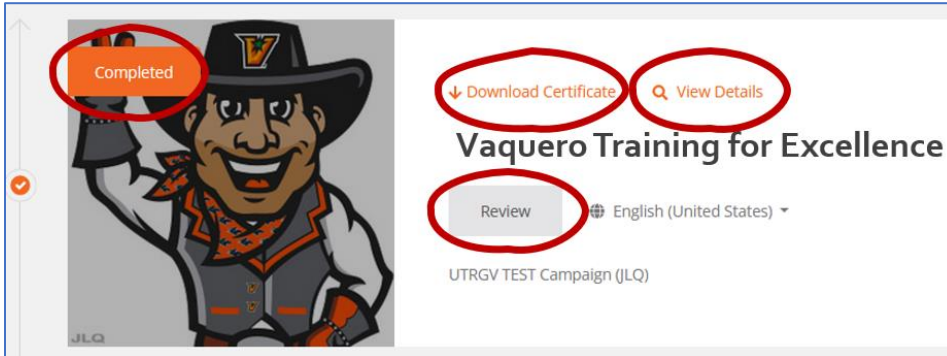 Completed
Download Certificate View Details
Vaquero Training for Excellence
Review English (United States)
UTRGV TEST Campaign (JLQ)
V
V
V
JLQ